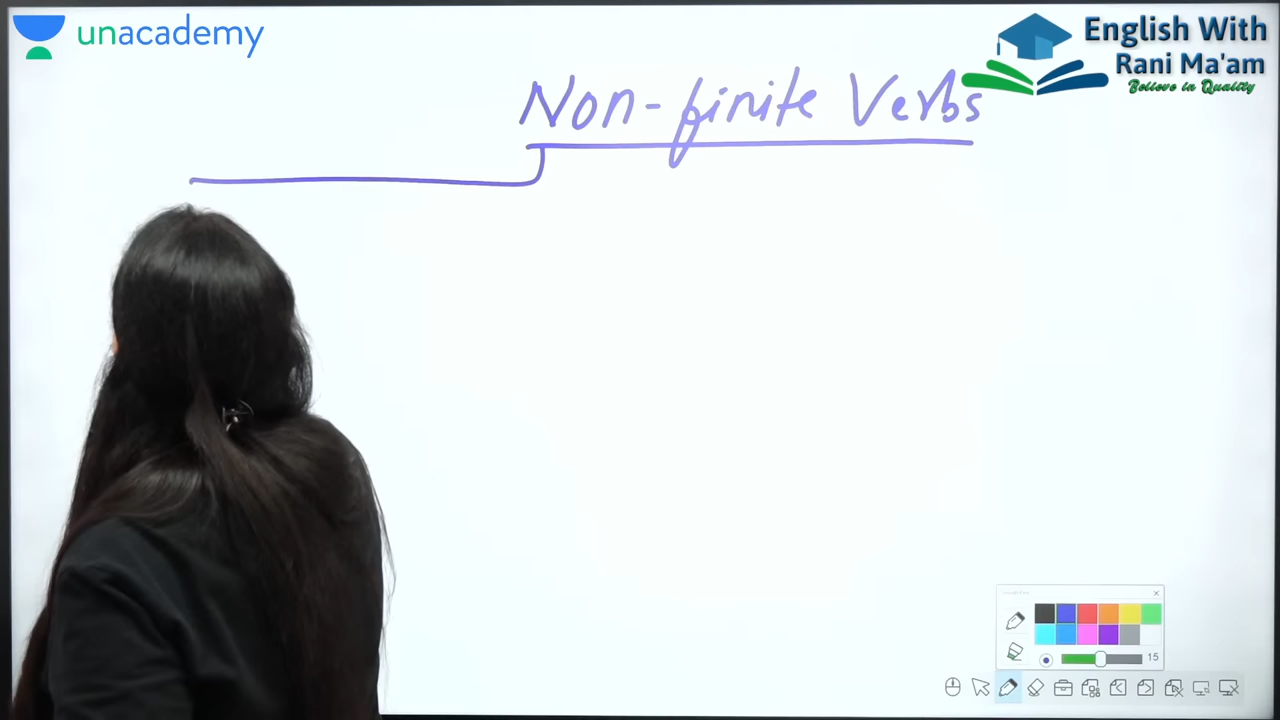 unacademy
English With
Rani Ma'am
Believe in Quality
Non-finite Verbs
15